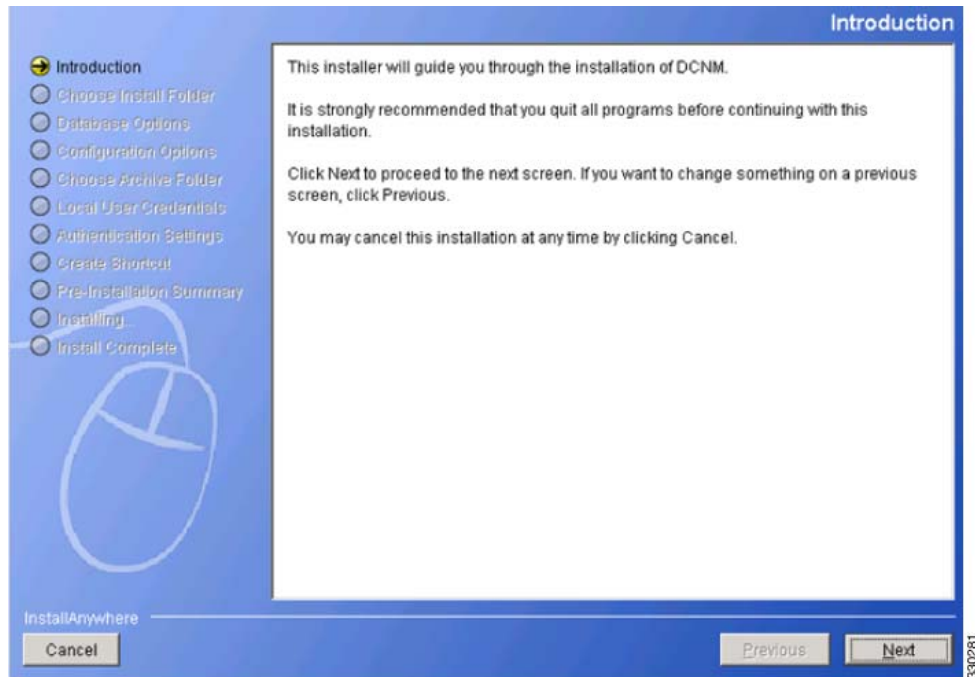 Introduction
Introduction
Choose Install Folder
Database Options
Configuration Options
Choose Archive Folder
Local User Credentials
Authentication Settings
Create Shortcut
Pre-Installation Summary
Installing...
Install Complete
This installer will guide you through the installation of DCNM.
It is strongly recommended that you quit all programs before continuing with this
installation.
Click Next to proceed to the next screen. If you want to change something on a previous
screen, click Previous.
You may cancel this installation at any time by clicking Cancel.
InstallAnywhere
Cancel
Previous
Next
330281